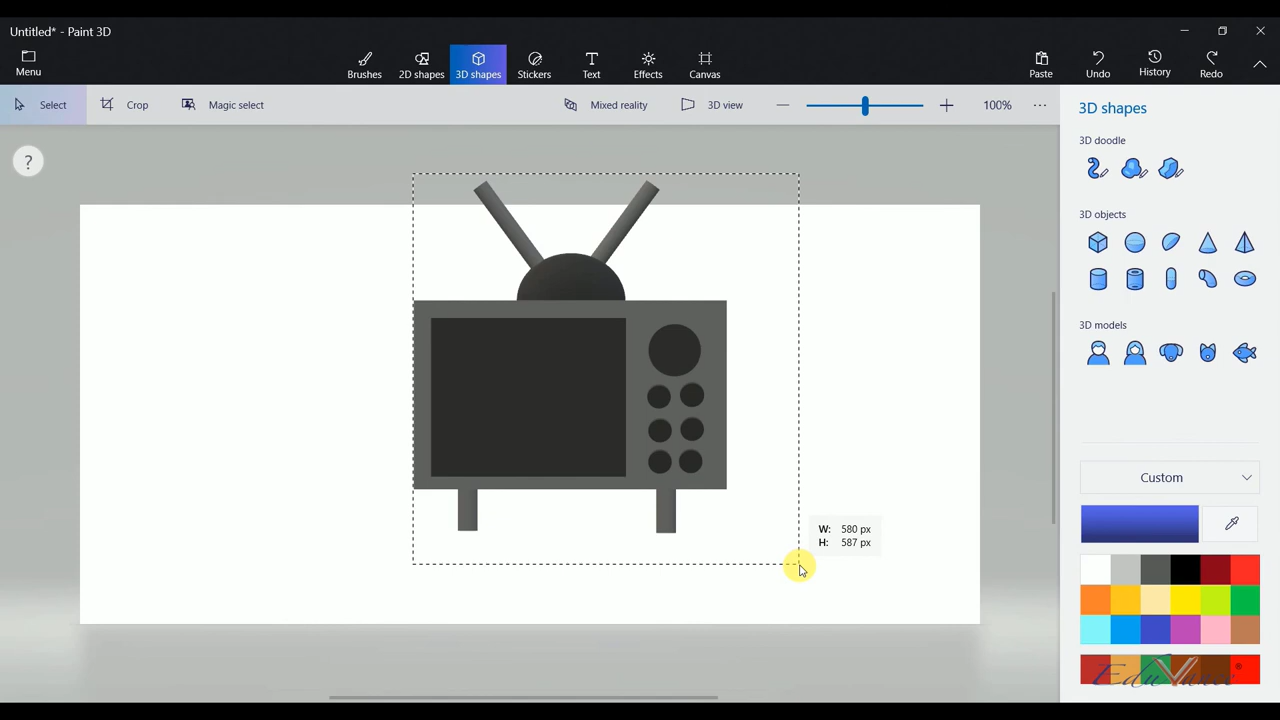 Untitled* - Paint 3D
Menu
Brushes
2D shapes
3D shapes
Stickers
Text
Effects
Canvas
Paste
Undo
History
Redo
Select
Crop
Magic select
Mixed reality
3D view
100%
3D shapes
3D doodle
3D objects
3D models
Custom
?
W: 580 px
H: 587 px
EduVance®